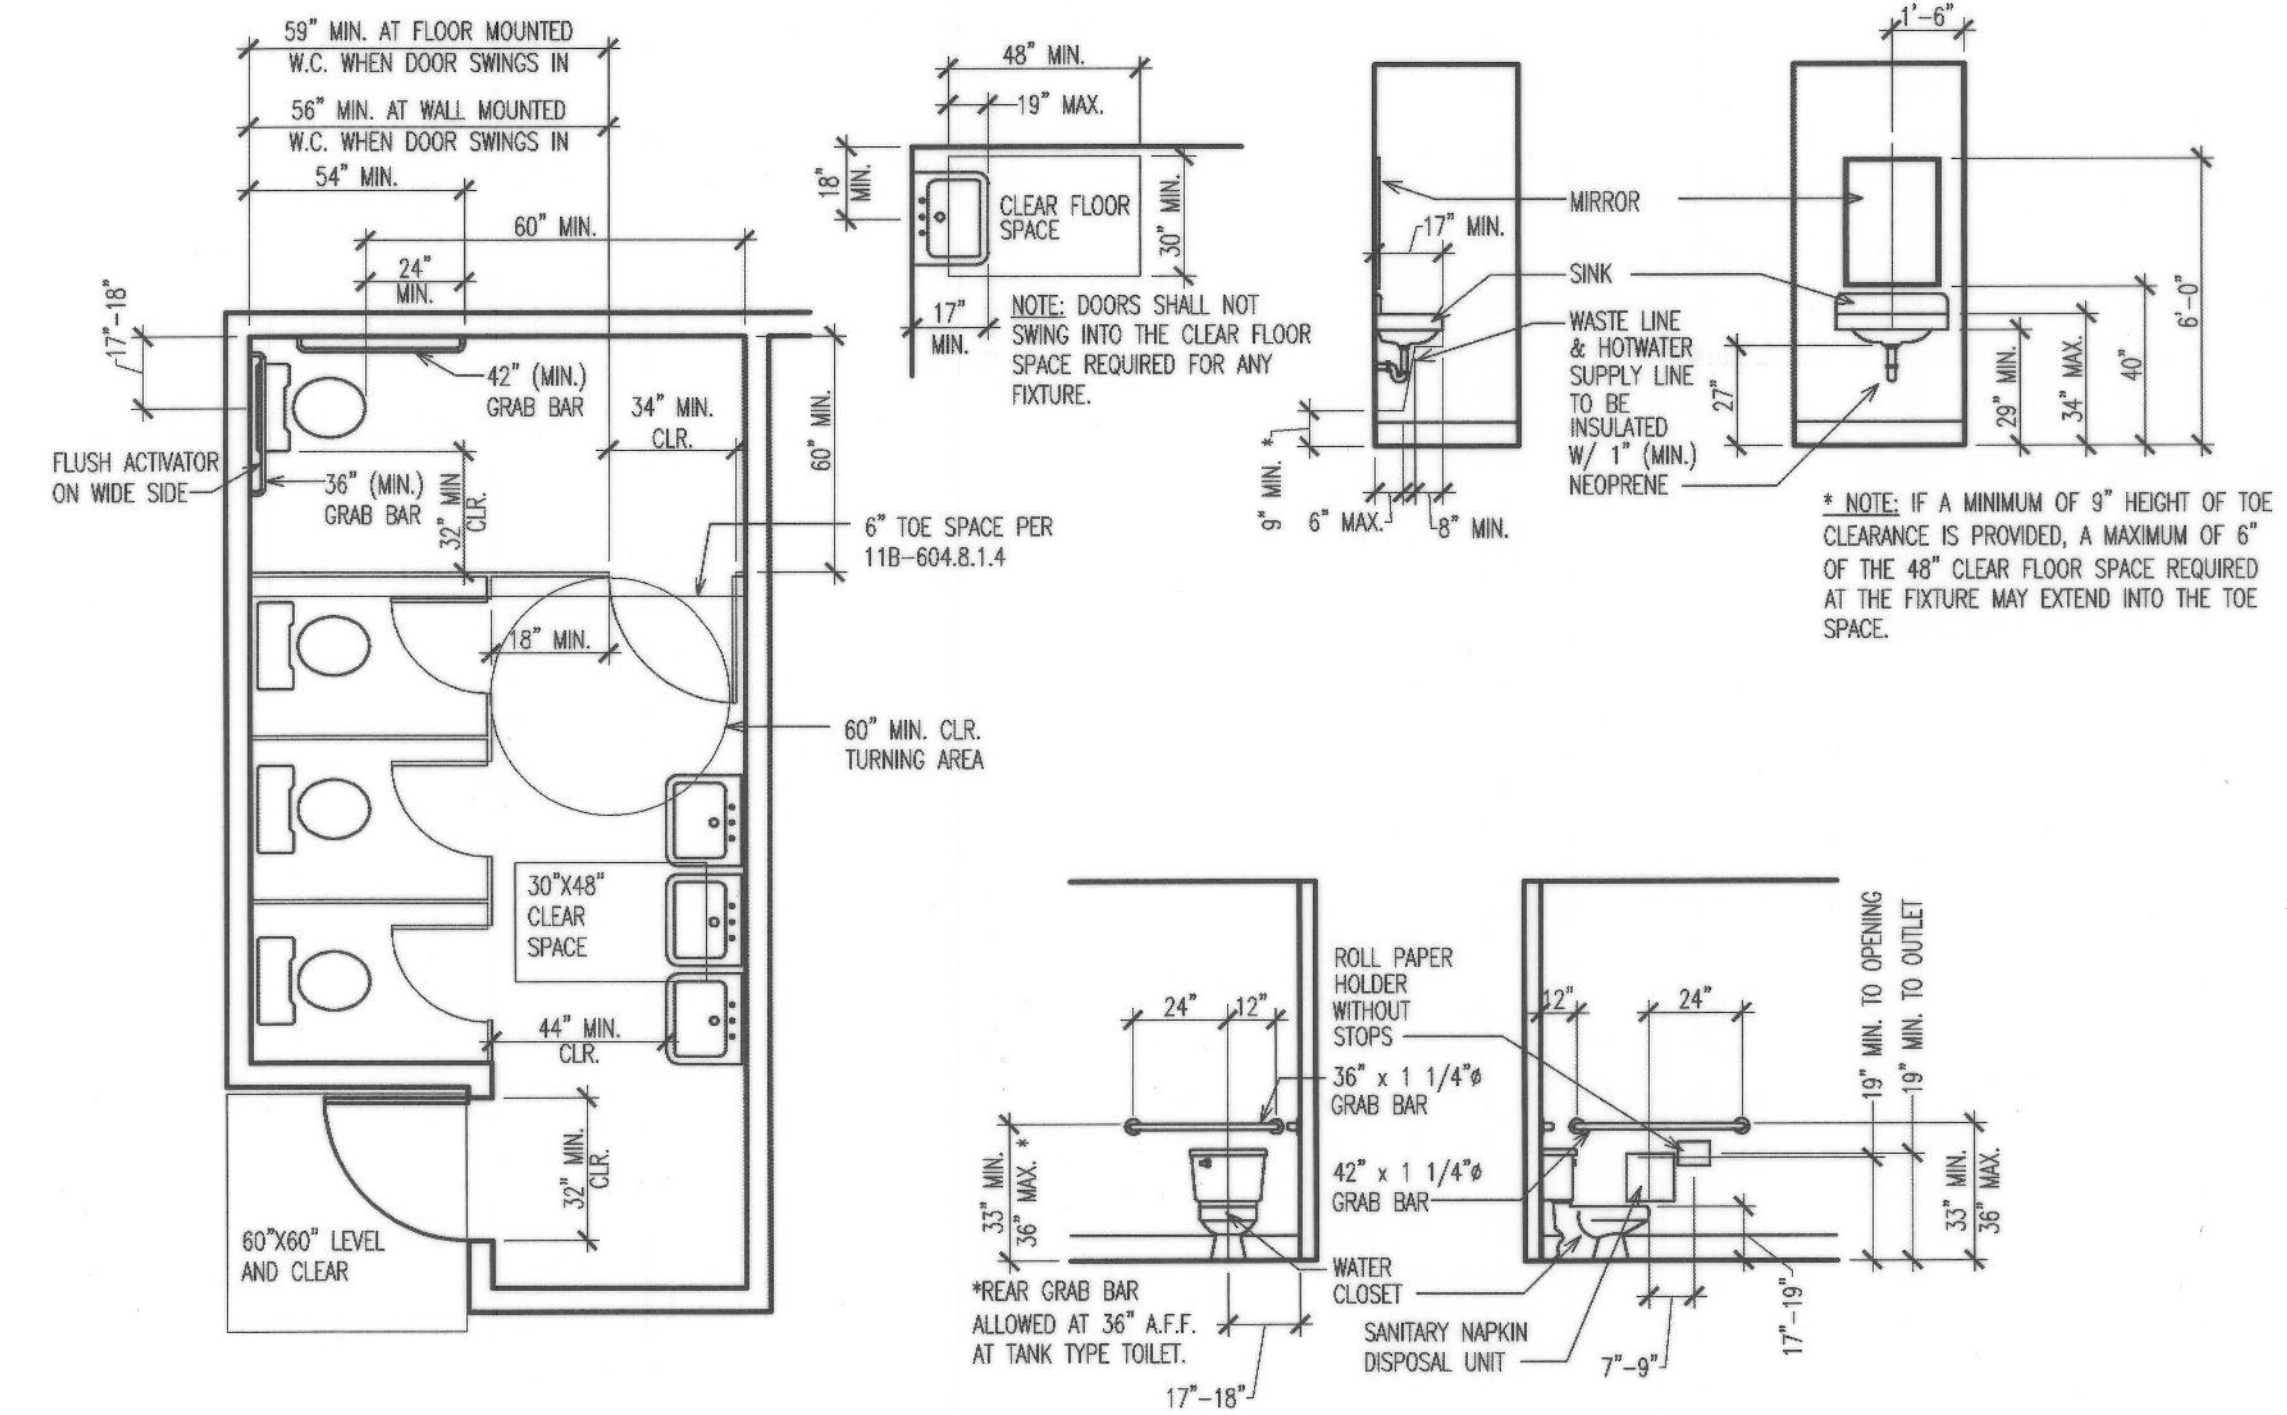 59" MIN. AT FLOOR MOUNTED
W.C. WHEN DOOR SWINGS IN
56" MIN. AT WALL MOUNTED
W.C. WHEN DOOR SWINGS IN
54" MIN.
60" MIN.
24"
MIN.
17"-18"
42" (MIN.)
GRAB BAR
34" MIN.
CLR.
60" MIN.
FLUSH ACTIVATOR
ON WIDE SIDE
36" (MIN.)
GRAB BAR
32" MIN
CLR.
6" TOE SPACE PER
11B-604.8.1.4
18" MIN.
60" MIN. CLR.
TURNING AREA
30"X48"
CLEAR
SPACE
44" MIN.
CLR.
32" MIN.
CLR.
60"X60" LEVEL
AND CLEAR
48" MIN.
19" MAX.
18"
MIN.
CLEAR FLOOR
SPACE
30" MIN.
17"
MIN.
NOTE: DOORS SHALL NOT
SWING INTO THE CLEAR FLOOR
SPACE REQUIRED FOR ANY
FIXTURE.
1'-6"
MIRROR
17" MIN.
SINK
WASTE LINE
& HOTWATER
SUPPLY LINE
TO BE
INSULATED
W/ 1" (MIN.)
NEOPRENE
9" MIN. *
6" MAX.
8" MIN.
27"
29" MIN.
34" MAX.
40"
6'-0"
* NOTE: IF A MINIMUM OF 9" HEIGHT OF TOE
CLEARANCE IS PROVIDED, A MAXIMUM OF 6"
OF THE 48" CLEAR FLOOR SPACE REQUIRED
AT THE FIXTURE MAY EXTEND INTO THE TOE
SPACE.
24"
12"
ROLL PAPER
HOLDER
WITHOUT
STOPS
36" x 1 1/4"ø
GRAB BAR
42" x 1 1/4"ø
GRAB BAR
33" MIN.
36" MAX. *
WATER
CLOSET
*REAR GRAB BAR
ALLOWED AT 36" A.F.F.
AT TANK TYPE TOILET.
17"-18"
SANITARY NAPKIN
DISPOSAL UNIT
12"
24"
7"-9"
17"-19"
19" MIN. TO OPENING
19" MIN. TO OUTLET
33" MIN.
36" MAX.